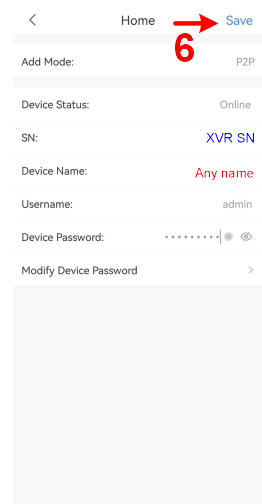 Home
Save
6
Add Mode: P2P
Device Status: Online
SN: XVR SN
Device Name: Any name
Username: admin
Device Password: •••••••••
Modify Device Password